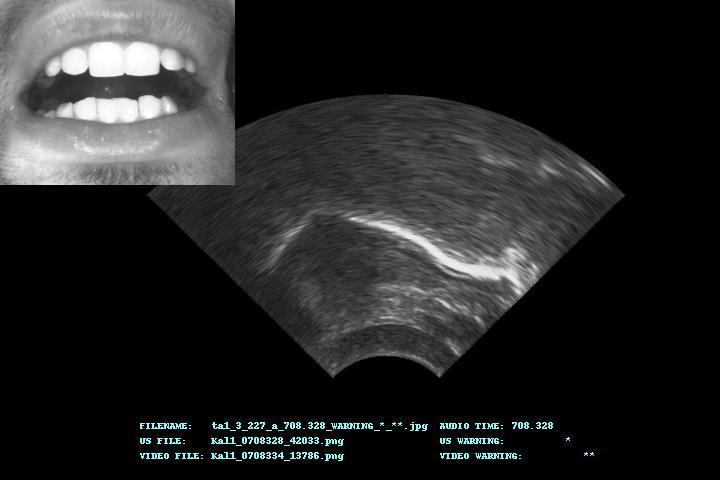 FILENAME: ta1_3_227_a_708.328_WARNING_*_**.jpg AUDIO TIME: 708.328
US FILE: Kal1_0708328_42033.png US WARNING: *
VIDEO FILE: Kal1_0708334_13786.png VIDEO WARNING: **